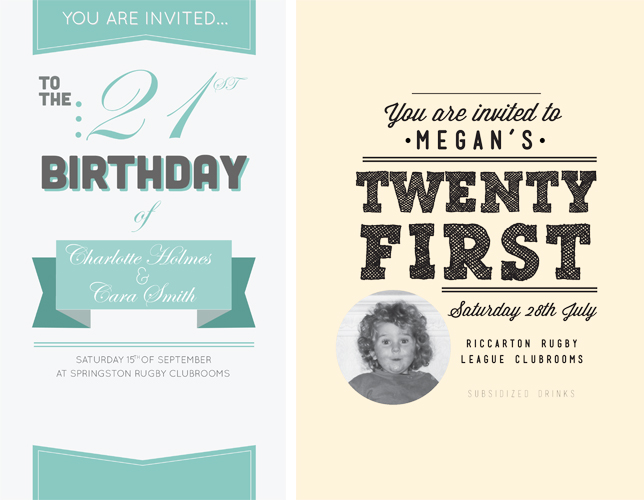 YOU ARE INVITED...
TO
THE
21ST
BIRTHDAY
of
Charlotte Holmes
&
Cara Smith
SATURDAY 15TH OF SEPTEMBER
AT SPRINGSTON RUGBY CLUBROOMS
You are invited to
•MEGAN'S•
TWENTY
FIRST
Saturday 28th July
RICCARTON RUGBY
LEAGUE CLUBROOMS
SUBSIDIZED DRINKS